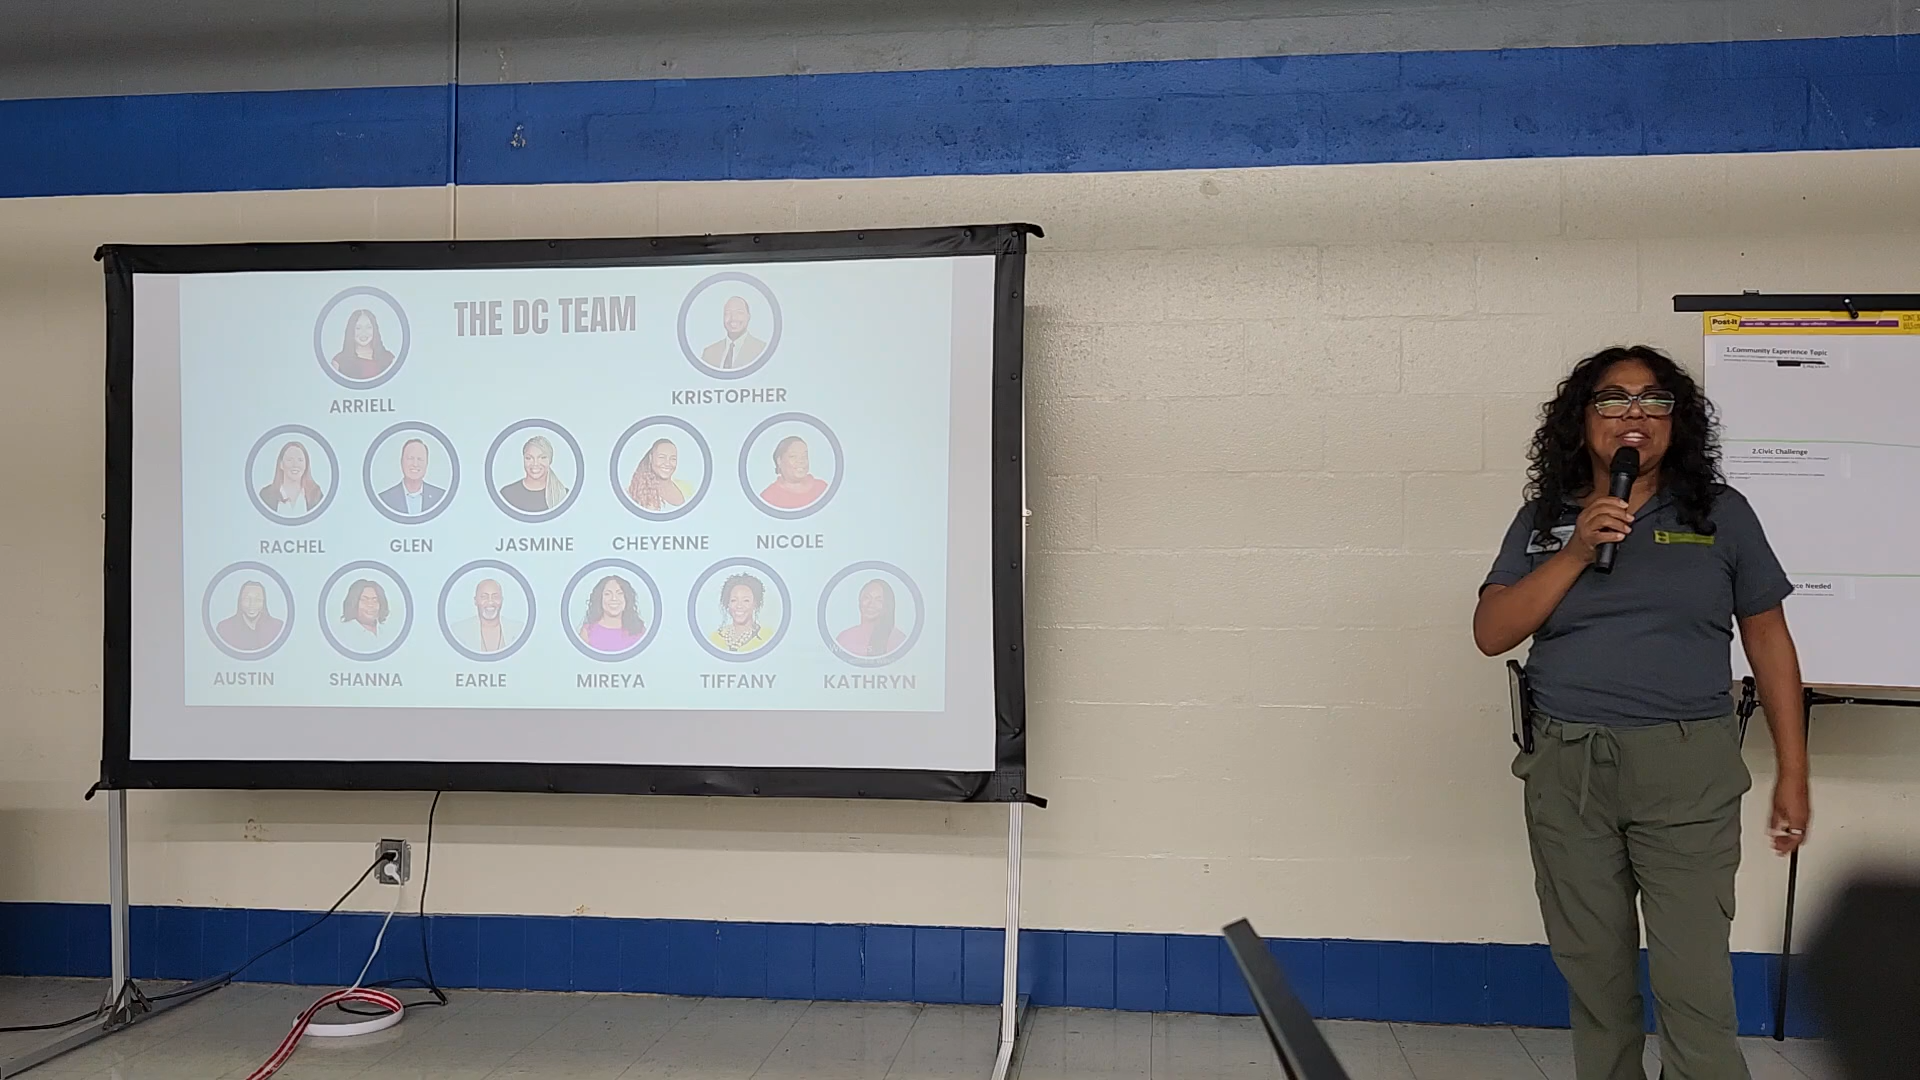 THE DC TEAM
ARRIELL
KRISTOPHER
RACHEL
GLEN
JASMINE
CHEYENNE
NICOLE
AUSTIN
SHANNA
EARLE
MIREYA
TIFFANY
KATHRYN
Post-it
1.Community Experience Topic
2.Civic Challenge
Needed